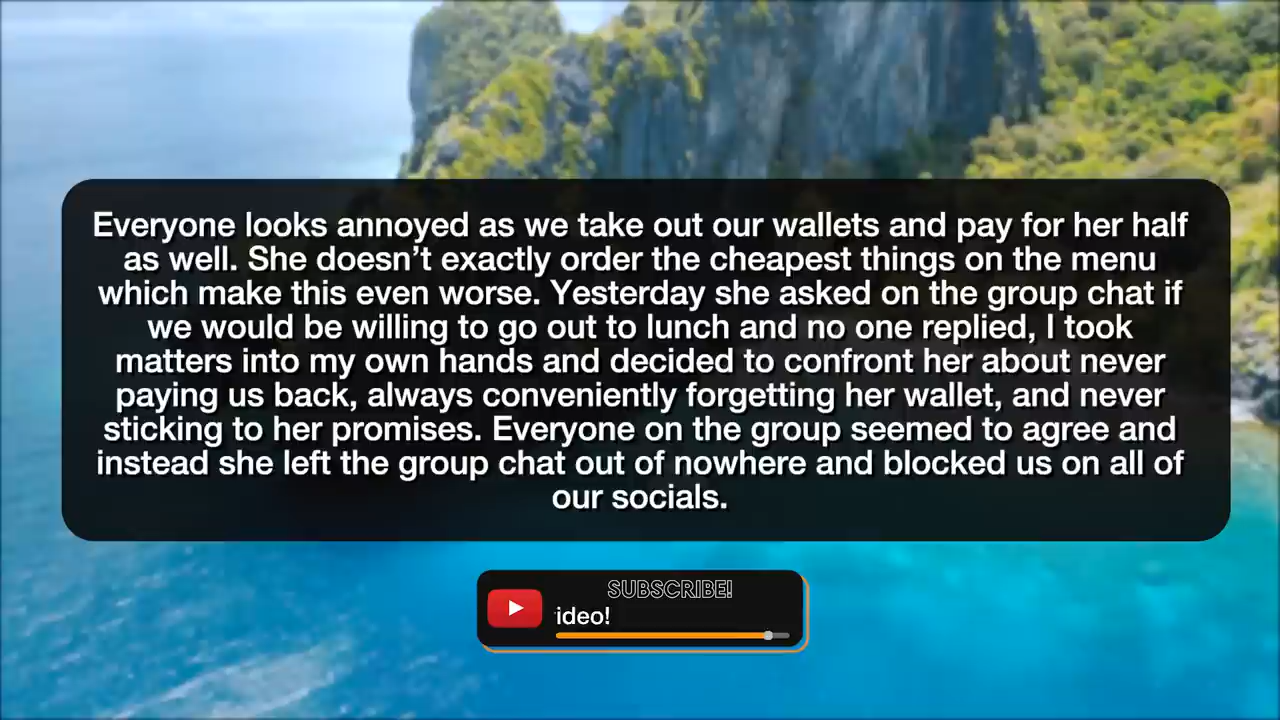 Everyone looks annoyed as we take out our wallets and pay for her half
as well. She doesn’t exactly order the cheapest things on the menu
which make this even worse. Yesterday she asked on the group chat if
we would be willing to go out to lunch and no one replied, I took
matters into my own hands and decided to confront her about never
paying us back, always conveniently forgetting her wallet, and never
sticking to her promises. Everyone on the group seemed to agree and
instead she left the group chat out of nowhere and blocked us on all of
our socials.
SUBSCRIBE!
ideo!